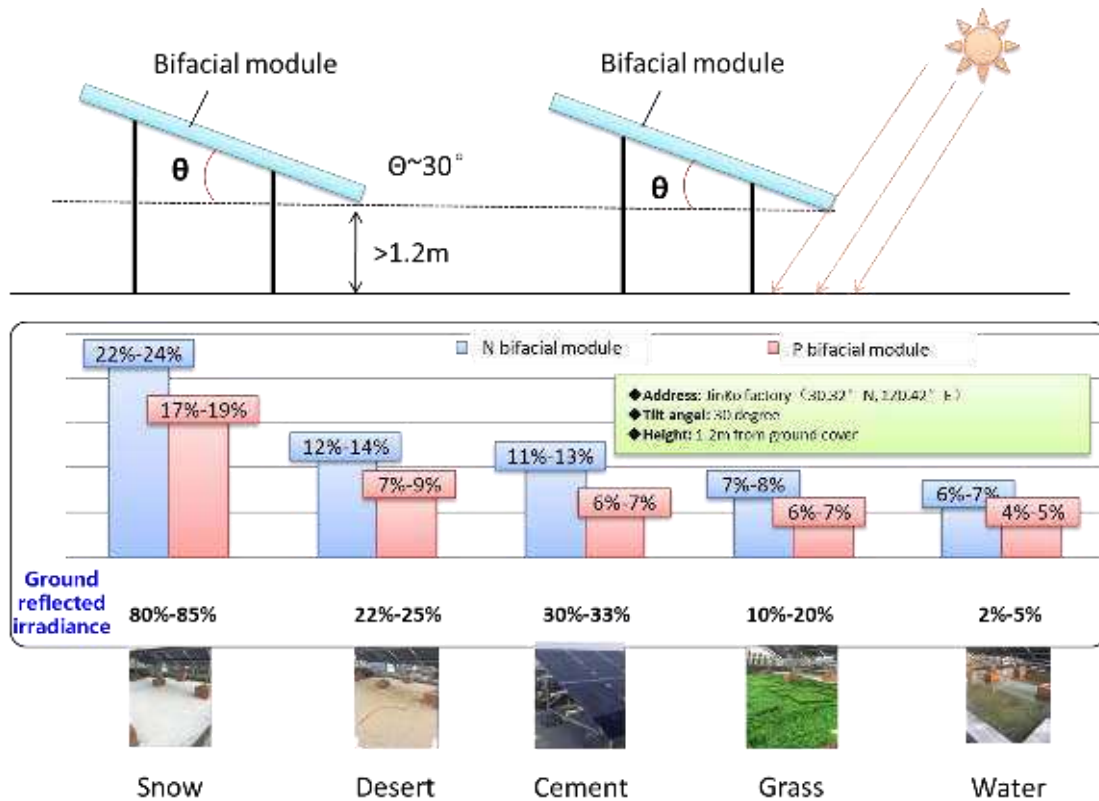 Bifacial module
Bifacial module
θ
Θ~30°
θ
>1.2m
N bifacial module
P bifacial module
22%-24%
17%-19%
12%-14%
7%-9%
11%-13%
6%-7%
7%-8%
6%-7%
6%-7%
4%-5%
◆Address: JinKo factory（30.32° N, 120.42° E）
◆Tilt angel: 30 degree
◆Height: 1.2m from ground cover
Ground
reflected
irradiance
80%-85%
22%-25%
30%-33%
10%-20%
2%-5%
Snow
Desert
Cement
Grass
Water